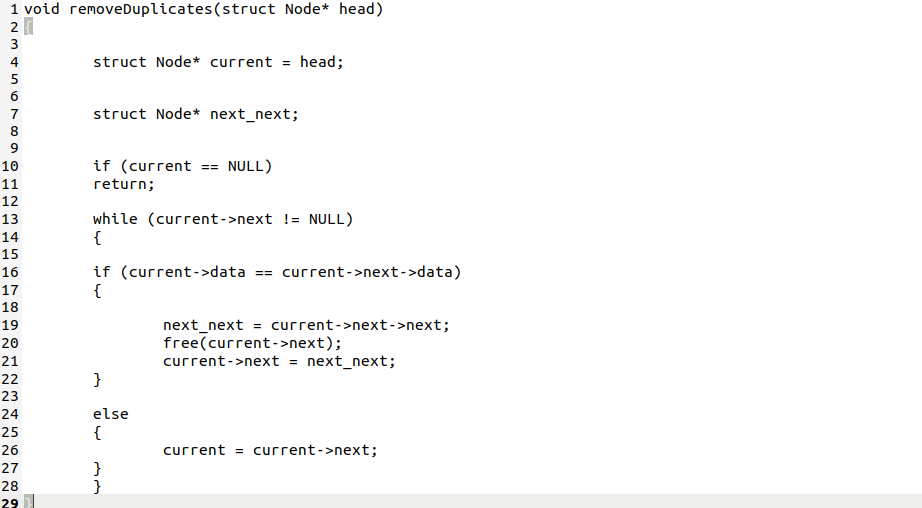 1 void removeDuplicates(struct Node* head)
2 {
3
4 struct Node* current = head;
5
6
7 struct Node* next_next;
8
9
10 if (current == NULL)
11 return;
12
13 while (current->next != NULL)
14 {
15
16 if (current->data == current->next->data)
17 {
18
19 next_next = current->next->next;
20 free(current->next);
21 current->next = next_next;
22 }
23
24 else
25 {
26 current = current->next;
27 }
28 }
29 }